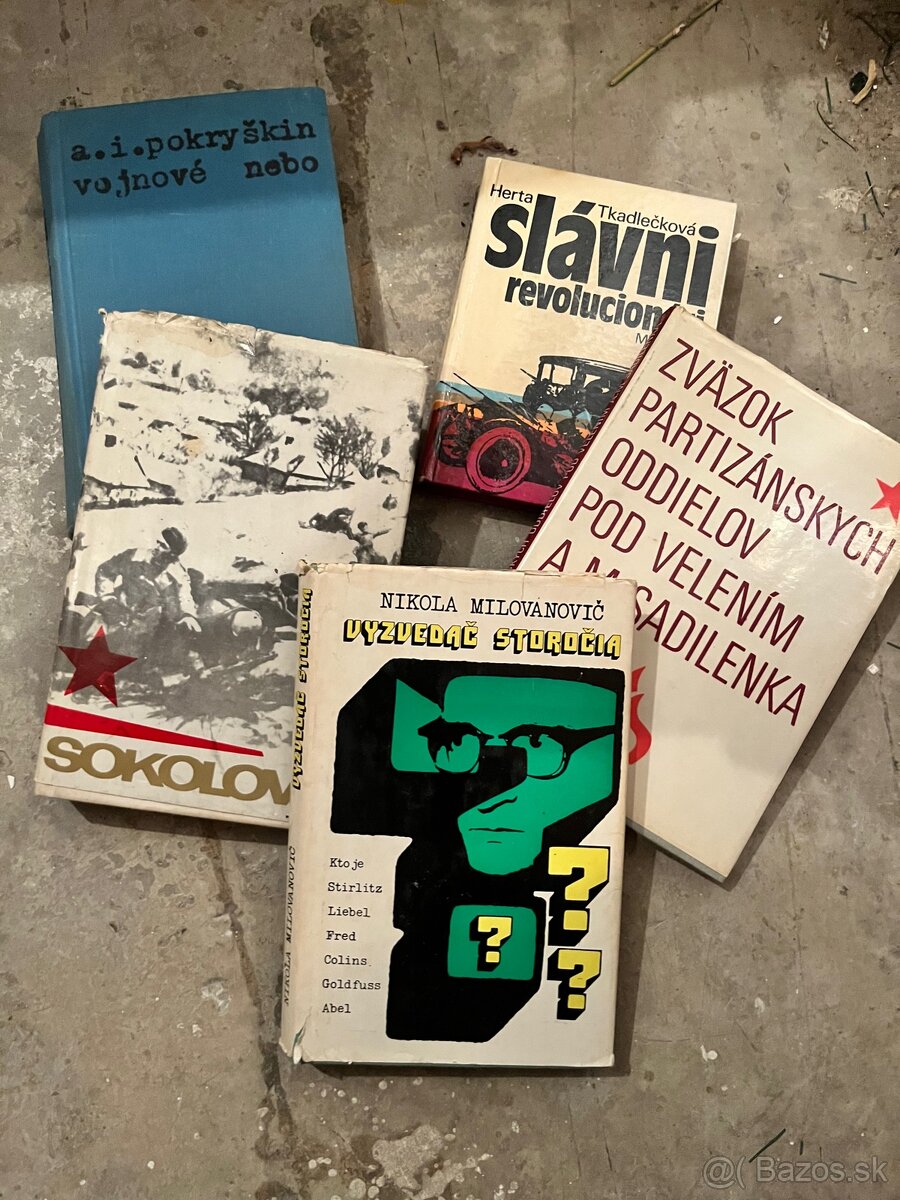 a.i.pokryškin
vojnové nebo
Herta
Tkadlečková
slávni
revolucion
SOKOLOV
ZVÄZOK
PARTIZÁNSKYCH
ODDIELOV
POD VELENÍM
A SADILENKA
NIKOLA MILOVANOVIČ
VYZVEDAČ STOROČIA
Kto je
Stirlitz
Liebel
Fred
Colins
Goldfuss
Abel
?
?
?
VYZVEDAČ STOROČIA
NIKOLA MILOVANOVIČ
@( Bazos.sk